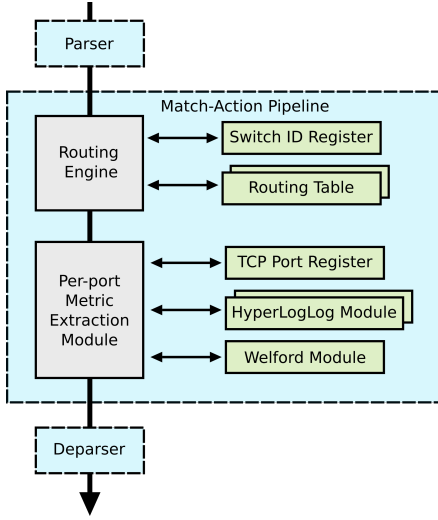 Parser
Match-Action Pipeline
Routing
Engine
Switch ID Register
Routing Table
Per-port
Metric
Extraction
Module
TCP Port Register
HyperLogLog Module
Welford Module
Deparser